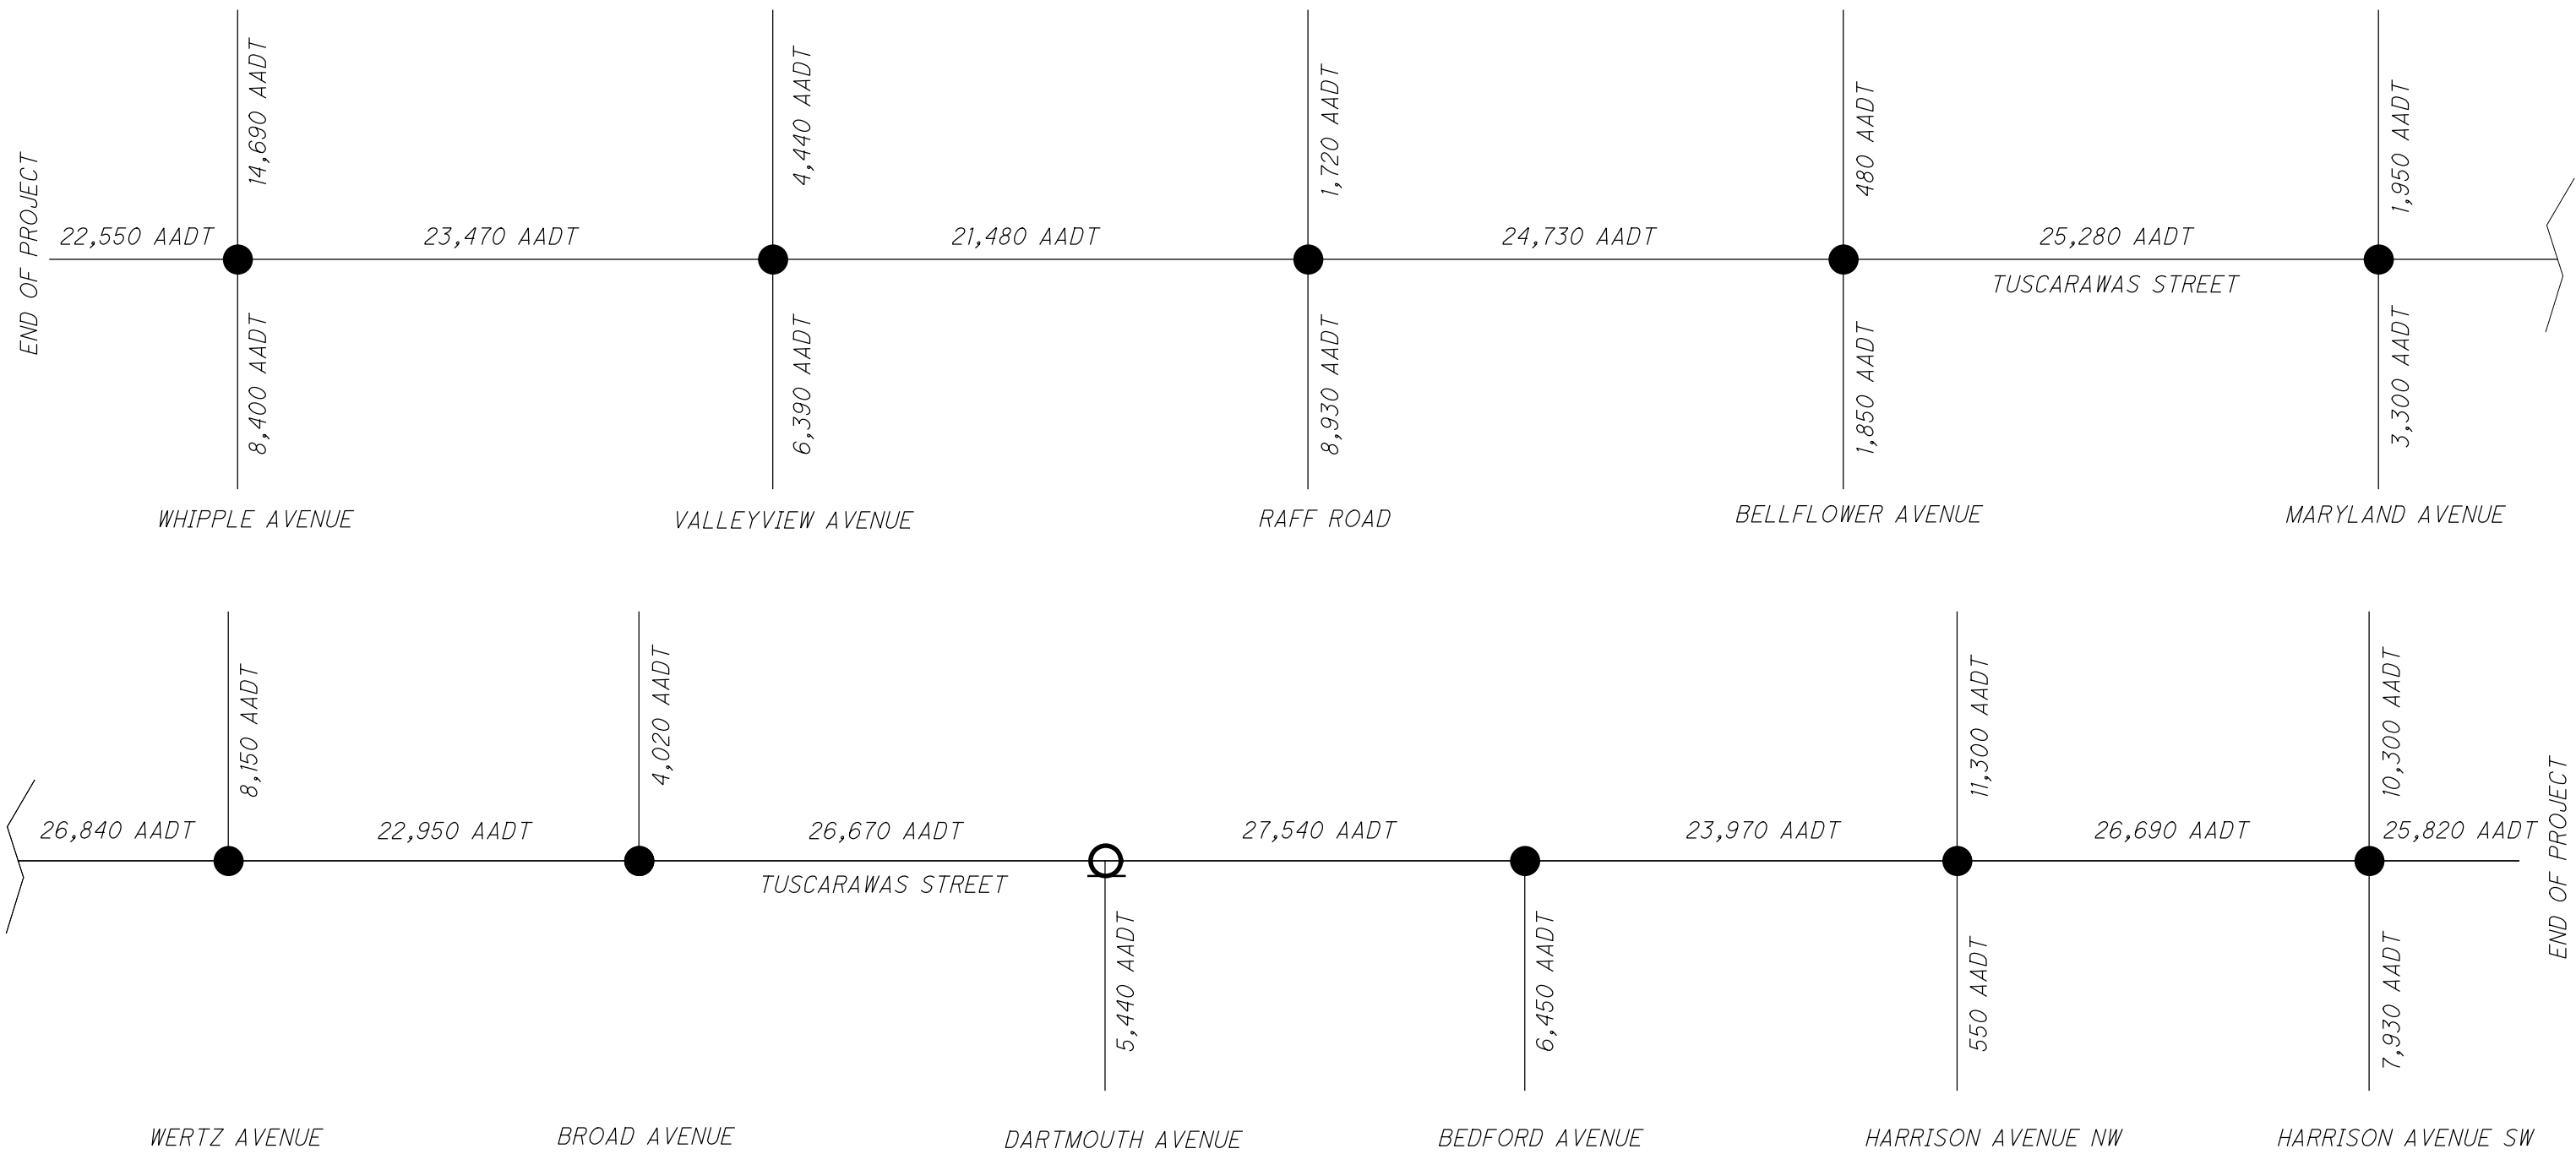 14,690 AADT
4,440 AADT
1,720 AADT
480 AADT
1,950 AADT
END OF PROJECT
22,550 AADT
23,470 AADT
21,480 AADT
24,730 AADT
25,280 AADT
TUSCARAWAS STREET
8,400 AADT
6,390 AADT
8,930 AADT
1,850 AADT
3,300 AADT
WHIPPLE AVENUE
VALLEYVIEW AVENUE
RAFF ROAD
BELLFLOWER AVENUE
MARYLAND AVENUE
8,150 AADT
4,020 AADT
11,300 AADT
10,300 AADT
26,840 AADT
22,950 AADT
26,670 AADT
27,540 AADT
23,970 AADT
26,690 AADT
25,820 AADT
END OF PROJECT
TUSCARAWAS STREET
5,440 AADT
6,450 AADT
550 AADT
7,930 AADT
WERTZ AVENUE
BROAD AVENUE
DARTMOUTH AVENUE
BEDFORD AVENUE
HARRISON AVENUE NW
HARRISON AVENUE SW